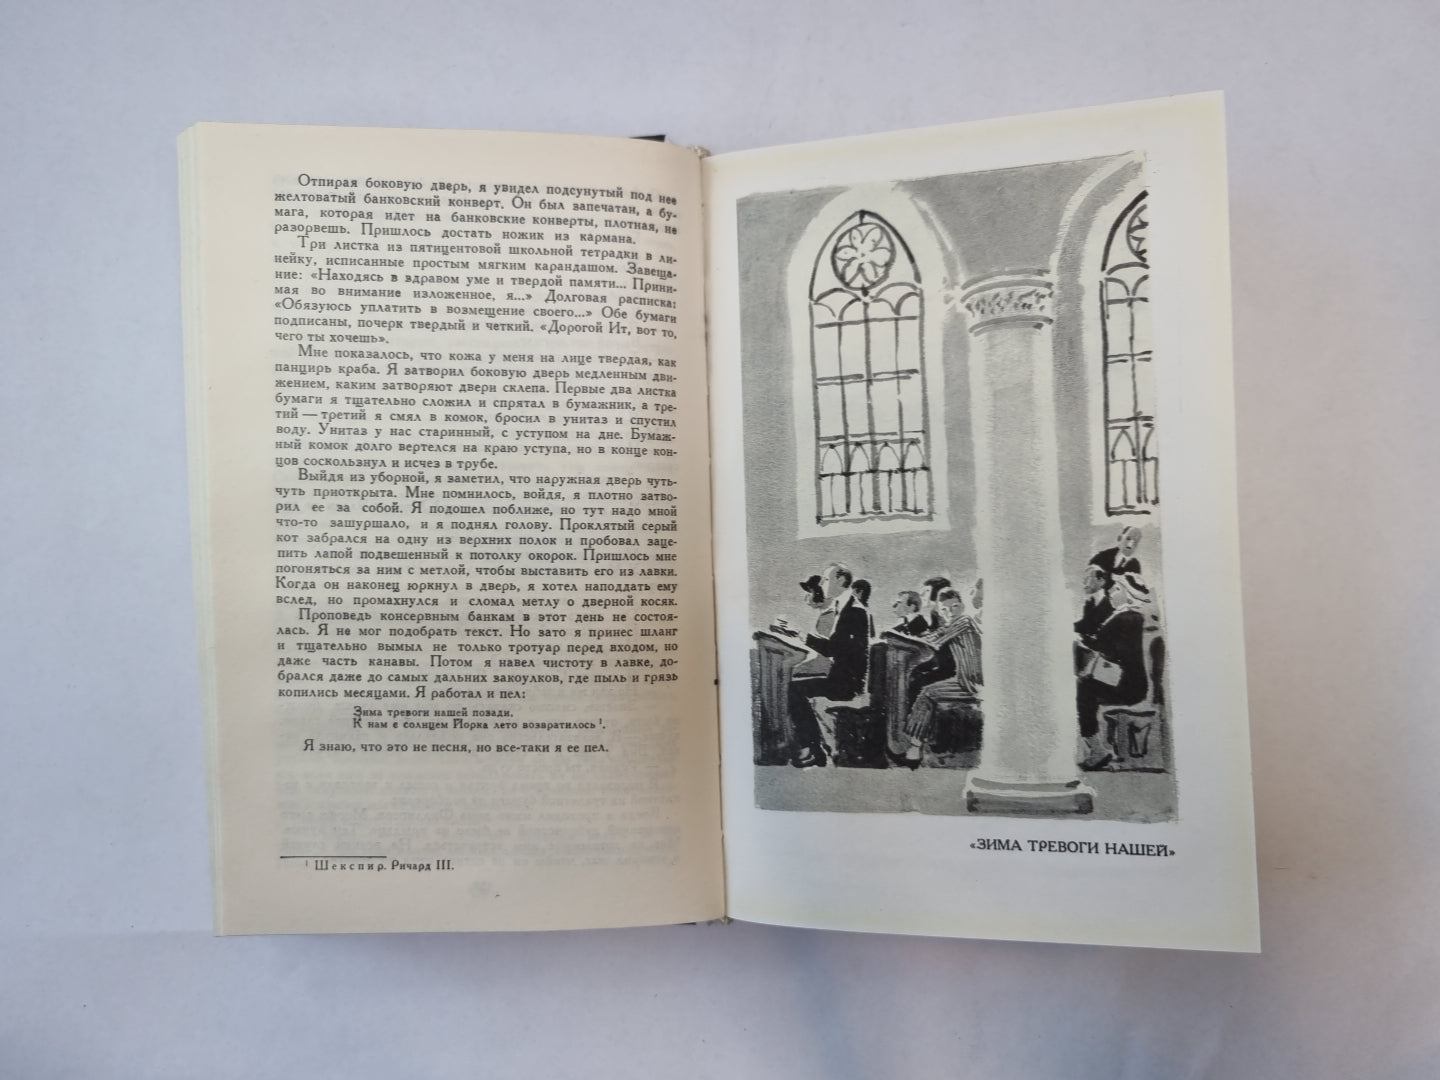 Отпирая боковую дверь, я увидел подсунутый под нее
желтоватый банковский конверт. Он был запечатан, а бу-
мага, которая идет на банковские конверты, плотная, не
разорвешь. Пришлось достать ножик из кармана.
Три листка из пятицентовой школьной тетрадки в ли-
нейку, исписанные простым мягким карандашом. Завеща-
ние: «Находясь в здравом уме и твердой памяти... Прини-
мая во внимание изложенное, я...» Долговая расписка:
«Обязуюсь уплатить в возмещение своего...» Обе бумаги
подписаны, почерк твердый и четкий. «Дорогой Ит, вот то,
чего ты хочешь».
Мне показалось, что кожа у меня на лице твердая, как
панцирь краба. Я затворил боковую дверь медленным дви-
жением, каким затворяют двери склепа. Первые два листка
бумаги я тщательно сложил и спрятал в бумажник, а тре-
тий — третий я смял в комок, бросил в унитаз и спустил
воду. Унитаз у нас старинный, с уступом на дне. Бумаж-
ный комок долго вертелся на краю уступа, но в конце кон-
цов соскользнул и исчез в трубе.
Выйдя из уборной, я заметил, что наружная дверь чуть-
чуть приоткрыта. Мне помнилось, войдя, я плотно затво-
рил ее за собой. Я подошел поближе, но тут надо мной
что-то зашуршало, и я поднял голову. Проклятый серый
кот забрался на одну из верхних полок и пробовал заце-
пить лапой подвешенный к потолку окорок. Пришлось мне
погоняться за ним с метлой, чтобы выставить его из лавки.
Когда он наконец юркнул в дверь, я хотел наподдать ему
вслед, но промахнулся и сломал метлу о дверной косяк.
Проповедь консервным банкам в этот день не состоя-
лась. Я не мог подобрать текст. Но зато я принес шланг
и тщательно вымыл не только тротуар перед входом, но
даже часть канавы. Потом я навел чистоту в лавке, до-
брался даже до самых дальних закоулков, где пыль и грязь
копились месяцами. Я работал и пел:
Зима тревоги нашей позади.
К нам с солнцем Йорка лето возвратилось ¹.
Я знаю, что это не песня, но все-таки я ее пел.
¹ Шекспир. Ричард III.
«ЗИМА ТРЕВОГИ НАШЕЙ»